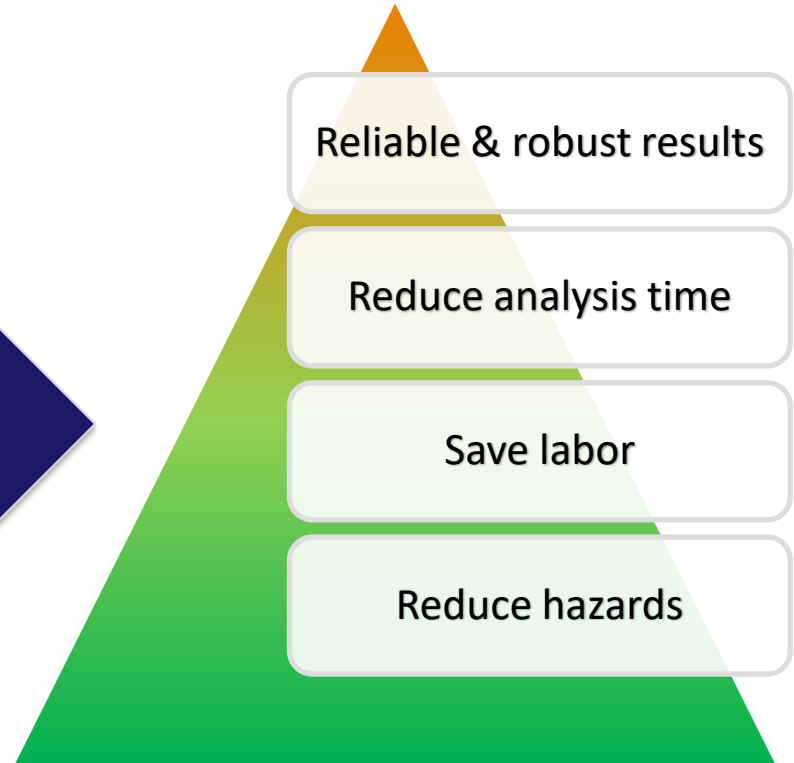 Reliable & robust results
Reduce analysis time
Save labor
Reduce hazards